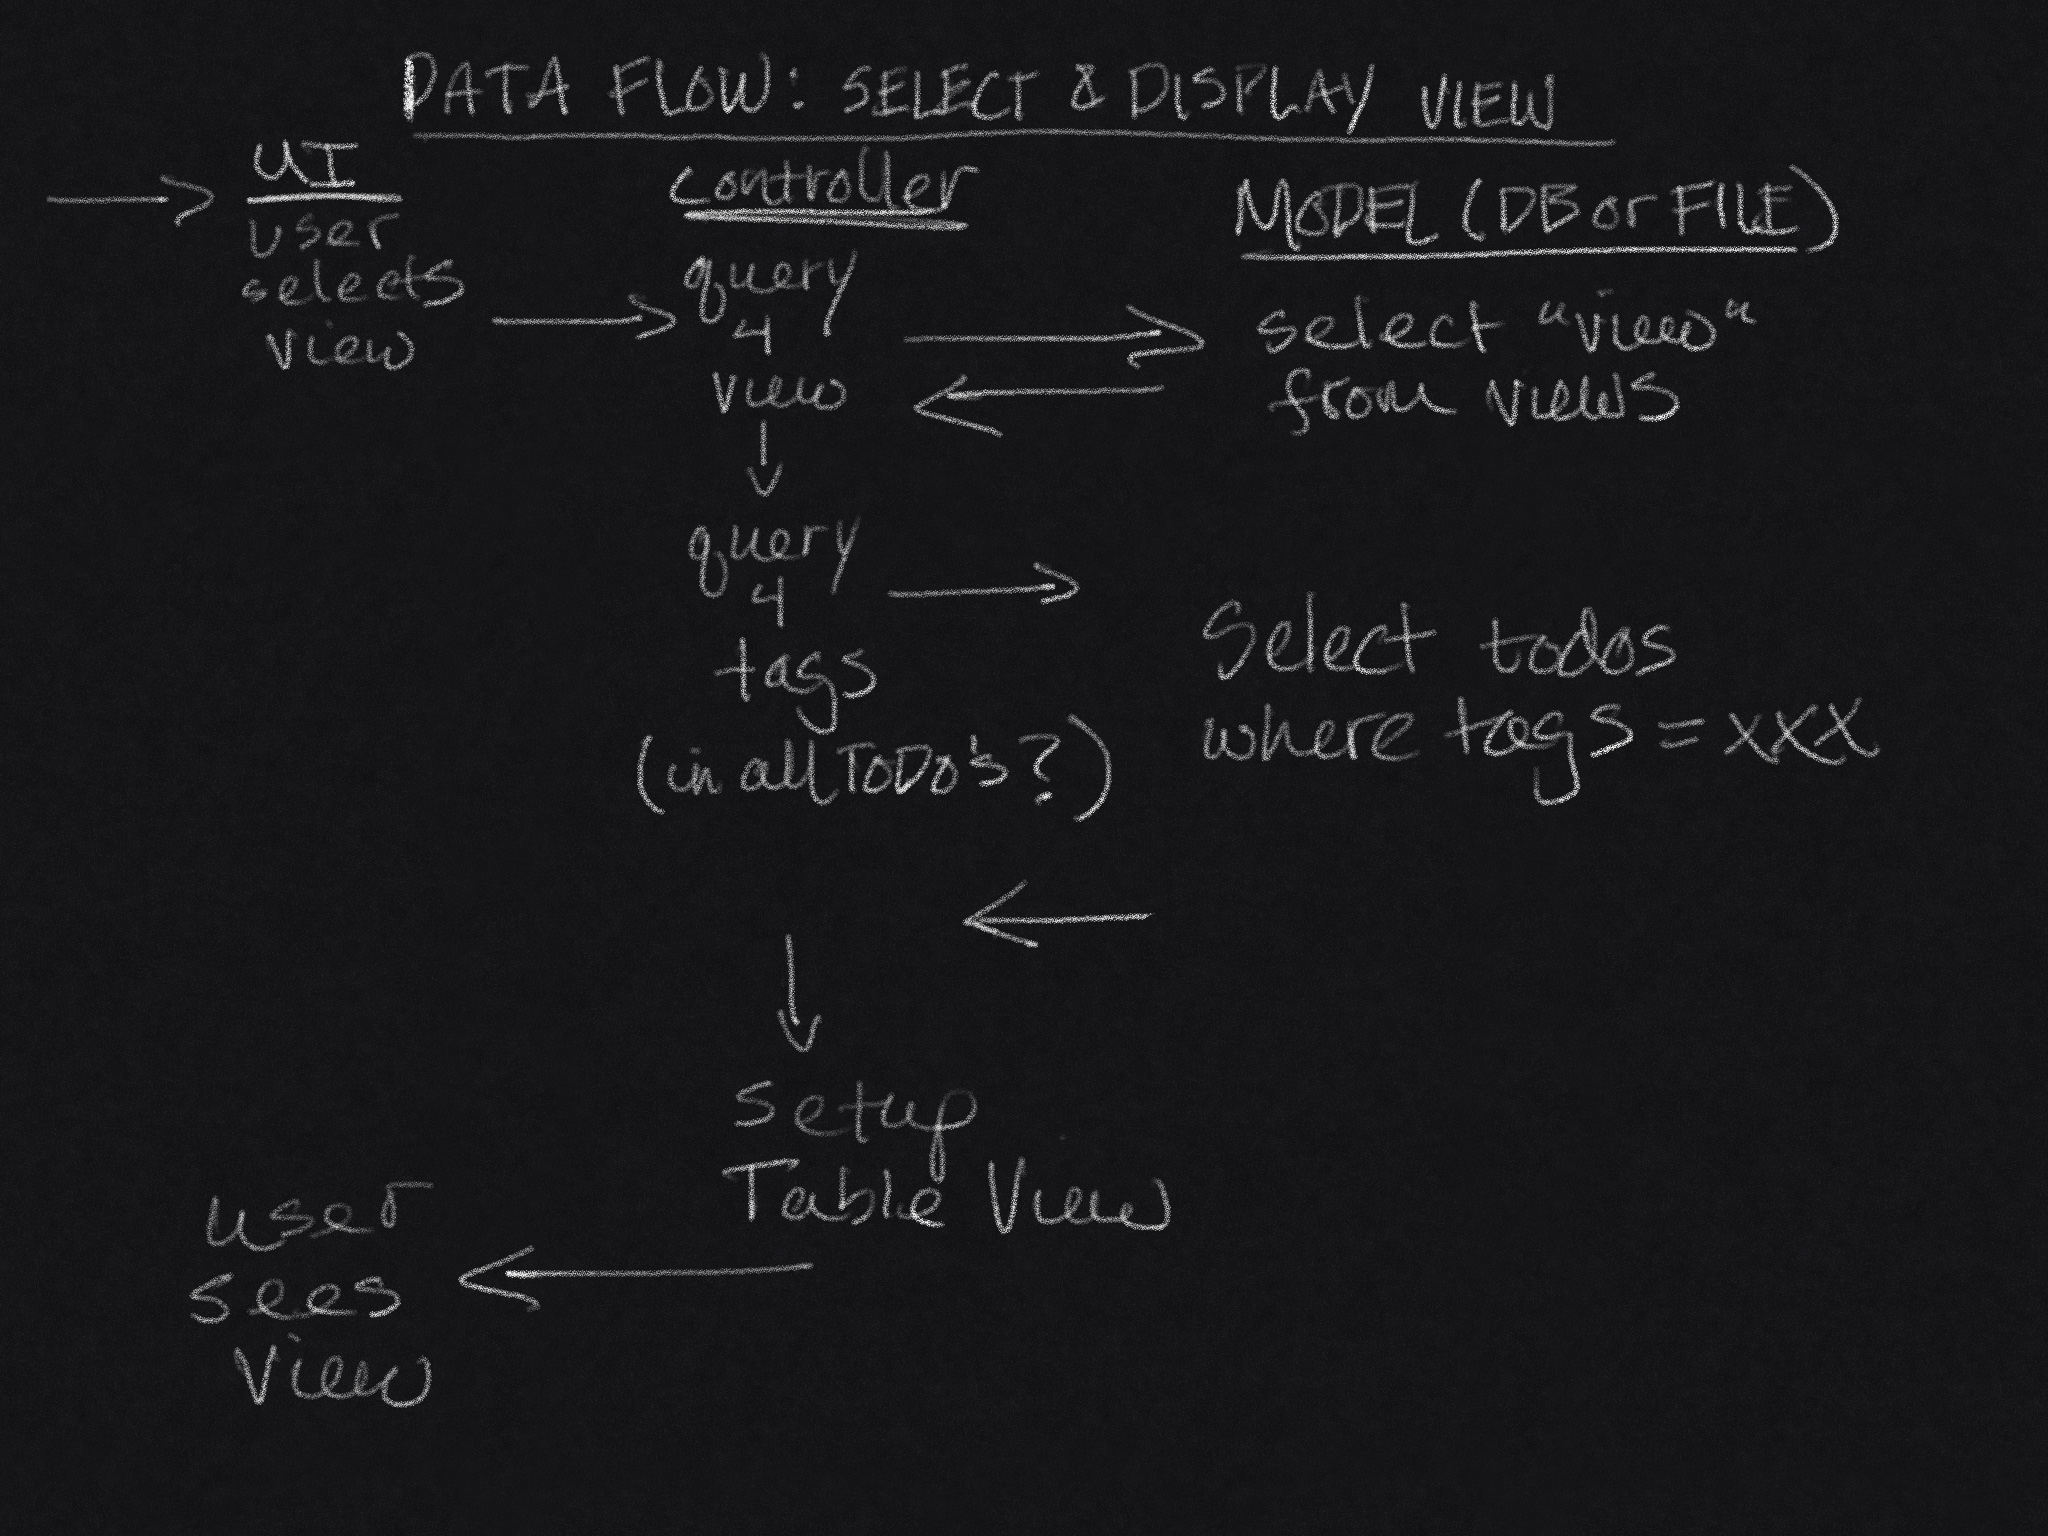 DATA FLOW: SELECT & DISPLAY VIEW
UI
user
selects
view
controller
query
4
view
MODEL (DB or FILE)
select "view"
from views
query
4
tags
(in all TODO's?)
Select todos
where tags = xxx
setup
Table View
user
sees
view